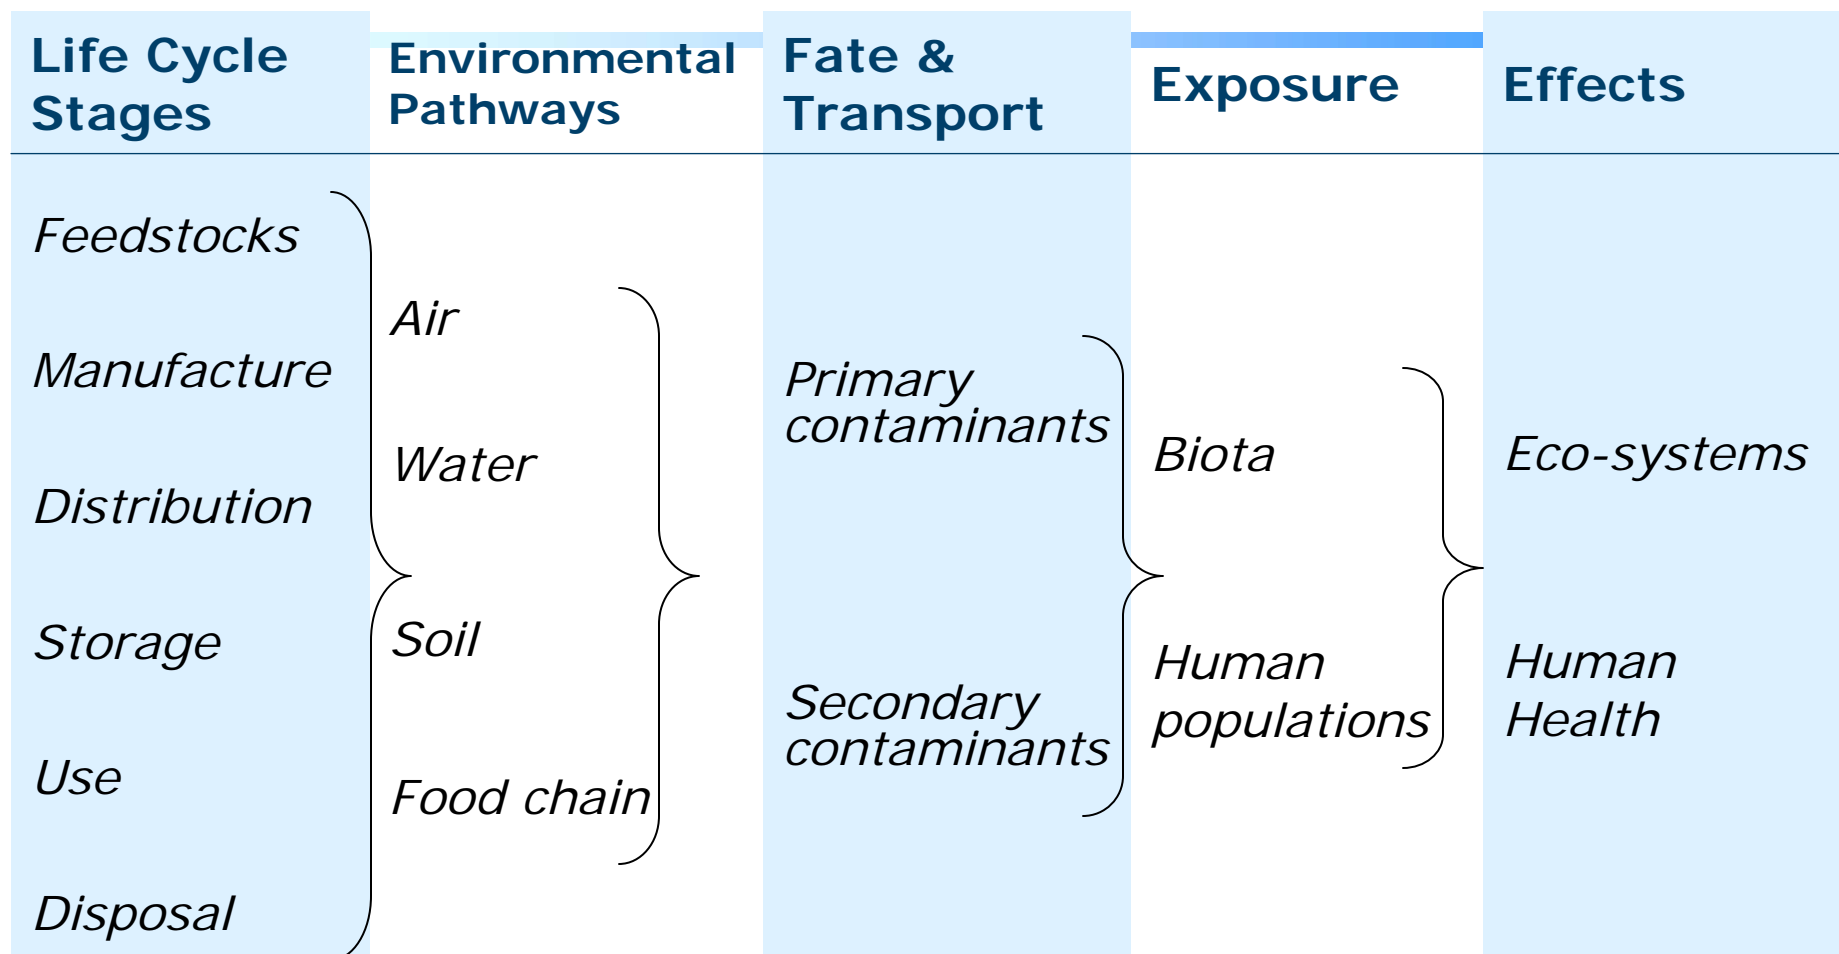 Life Cycle
Stages
Environmental
Pathways
Fate &
Transport
Exposure
Effects
Feedstocks
Manufacture
Distribution
Storage
Use
Disposal
Air
Water
Soil
Food chain
Primary
contaminants
Secondary
contaminants
Biota
Human
populations
Eco-systems
Human
Health